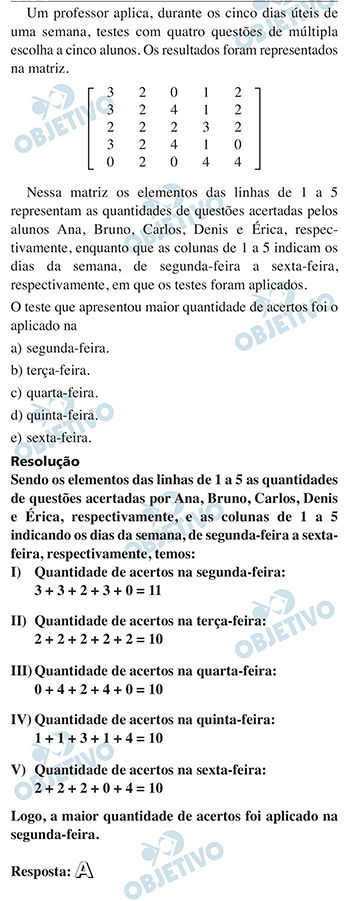 Um professor aplica, durante os cinco dias úteis de
uma semana, testes com quatro questões de múltipla
escolha a cinco alunos. Os resultados foram representados
na matriz.
3 2 0 1 2
3 2 4 1 2
2 2 2 3 2
3 2 4 1 0
0 2 0 4 4
Nessa matriz os elementos das linhas de 1 a 5
representam as quantidades de questões acertadas pelos
alunos Ana, Bruno, Carlos, Denis e Érica, respec-
tivamente, enquanto que as colunas de 1 a 5 indicam os
dias da semana, de segunda-feira a sexta-feira,
respectivamente, em que os testes foram aplicados.
O teste que apresentou maior quantidade de acertos foi o
aplicado na
a) segunda-feira.
b) terça-feira.
c) quarta-feira.
d) quinta-feira.
e) sexta-feira.
Resolução
Sendo os elementos das linhas de 1 a 5 as quantidades
de questões acertadas por Ana, Bruno, Carlos, Denis
e Érica, respectivamente, e as colunas de 1 a 5
indicando os dias da semana, de segunda-feira a sexta-
feira, respectivamente, temos:
I) Quantidade de acertos na segunda-feira:
3 + 3 + 2 + 3 + 0 = 11
II) Quantidade de acertos na terça-feira:
2 + 2 + 2 + 2 + 2 = 10
III) Quantidade de acertos na quarta-feira:
0 + 4 + 2 + 4 + 0 = 10
IV) Quantidade de acertos na quinta-feira:
1 + 1 + 3 + 1 + 4 = 10
V) Quantidade de acertos na sexta-feira:
2 + 2 + 2 + 0 + 4 = 10
Logo, a maior quantidade de acertos foi aplicado na
segunda-feira.
Resposta: A
OBJETIVO
OBJETIVO
OBJETIVO
OBJETIVO
OBJETIVO
OBJETIVO
OBJETIVO
OBJETIVO